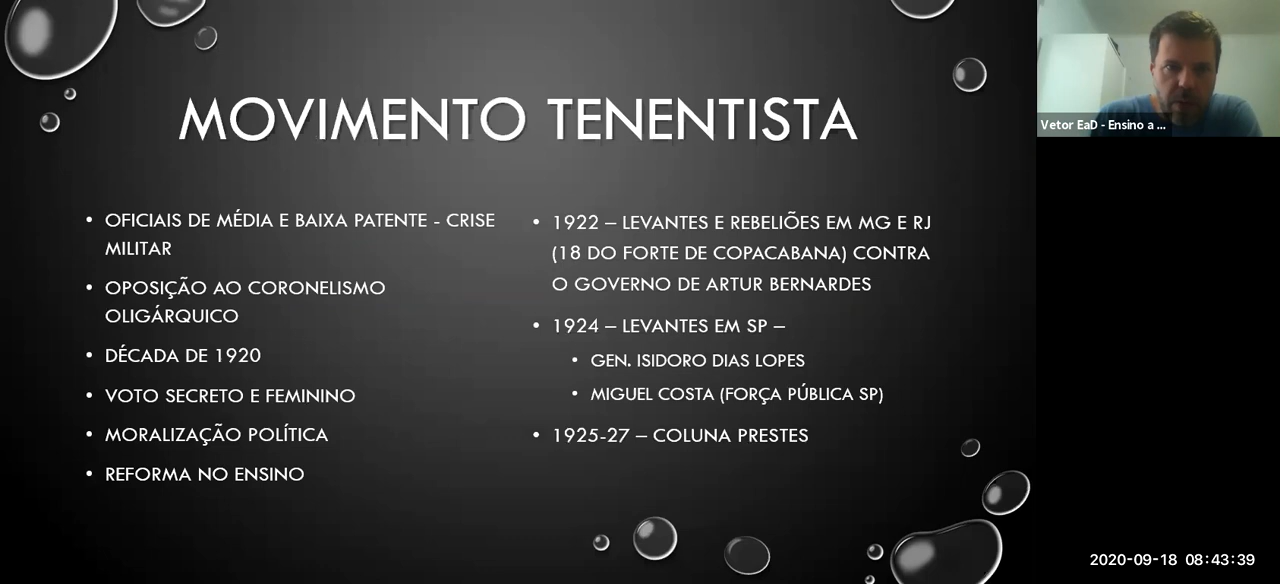 MOVIMENTO TENENTISTA
• OFICIAIS DE MÉDIA E BAIXA PATENTE - CRISE
MILITAR
• OPOSIÇÃO AO CORONELISMO
OLIGÁRQUICO
• DÉCADA DE 1920
• VOTO SECRETO E FEMININO
• MORALIZAÇÃO POLÍTICA
• REFORMA NO ENSINO
• 1922 – LEVANTES E REBELIÕES EM MG E RJ
(18 DO FORTE DE COPACABANA) CONTRA
O GOVERNO DE ARTUR BERNARDES
• 1924 – LEVANTES EM SP –
• GEN. ISIDORO DIAS LOPES
• MIGUEL COSTA (FORÇA PÚBLICA SP)
• 1925-27 – COLUNA PRESTES
Vetor EaD - Ensino a ...
2020-09-18 08:43:39